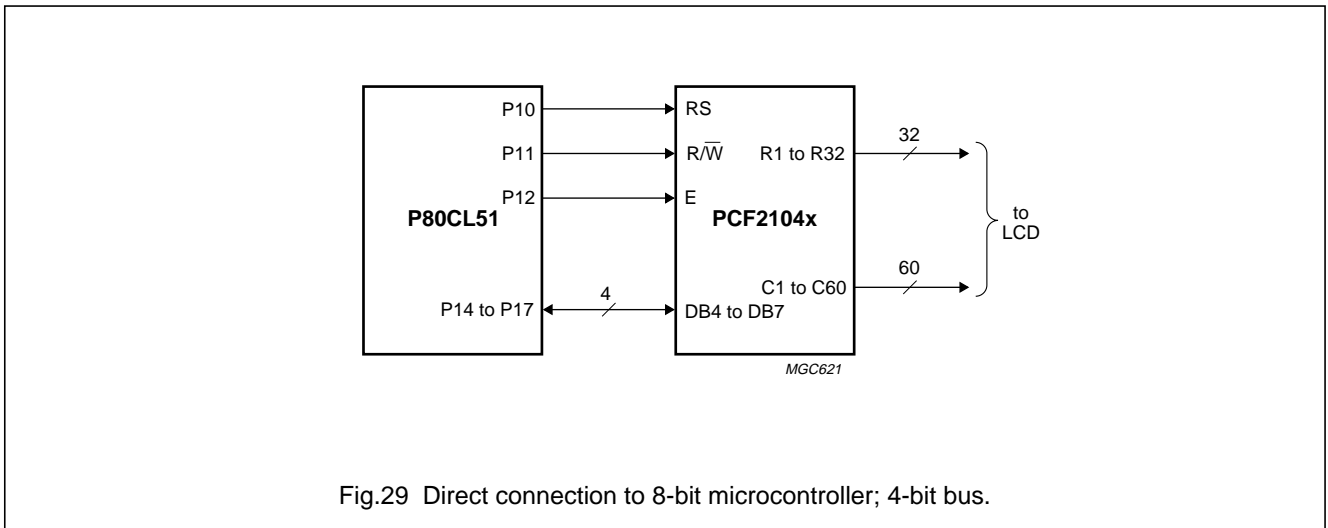 P10
P11
P12
P80CL51
P14 to P17
4
RS
R/W̅
E
PCF2104x
DB4 to DB7
R1 to R32
32
C1 to C60
60
to
LCD
MGC621
Fig.29 Direct connection to 8-bit microcontroller; 4-bit bus.